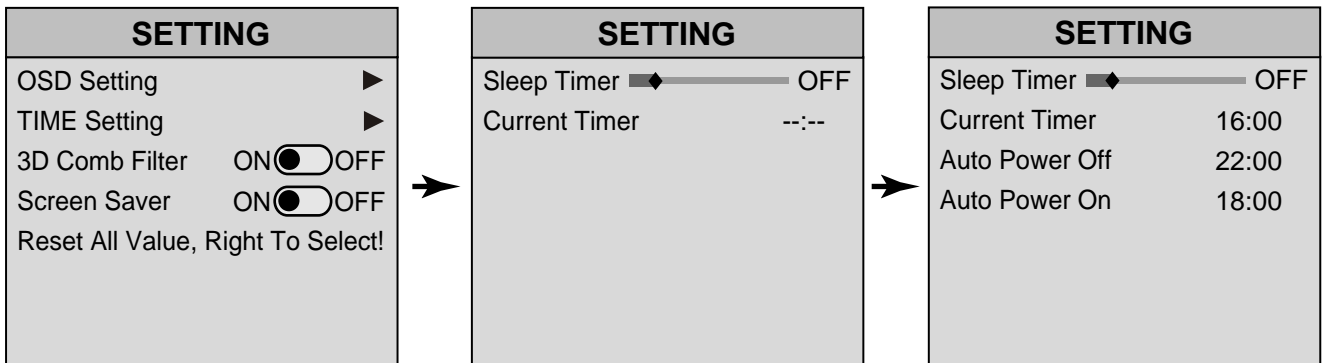 SETTING
OSD Setting
TIME Setting
3D Comb Filter ON OFF
Screen Saver ON OFF
Reset All Value, Right To Select!
SETTING
Sleep Timer OFF
Current Timer --:--
SETTING
Sleep Timer OFF
Current Timer 16:00
Auto Power Off 22:00
Auto Power On 18:00